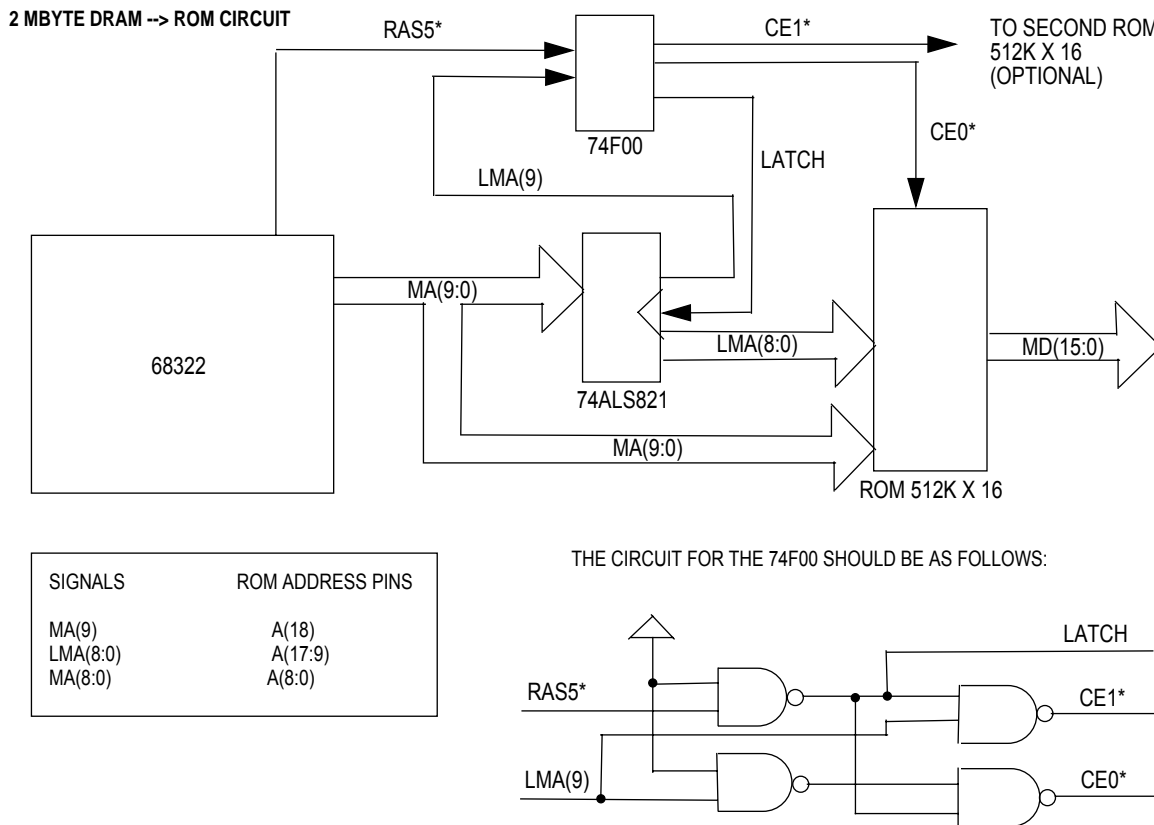 2 MBYTE DRAM --> ROM CIRCUIT
RAS5*
CE1*
TO SECOND ROM
512K X 16
(OPTIONAL)
74F00
CE0*
LATCH
LMA(9)
MA(9:0)
68322
LMA(8:0)
MD(15:0)
74ALS821
MA(9:0)
ROM 512K X 16
SIGNALS ROM ADDRESS PINS
MA(9) A(18)
LMA(8:0) A(17:9)
MA(8:0) A(8:0)
THE CIRCUIT FOR THE 74F00 SHOULD BE AS FOLLOWS:
LATCH
RAS5*
CE1*
LMA(9)
CE0*